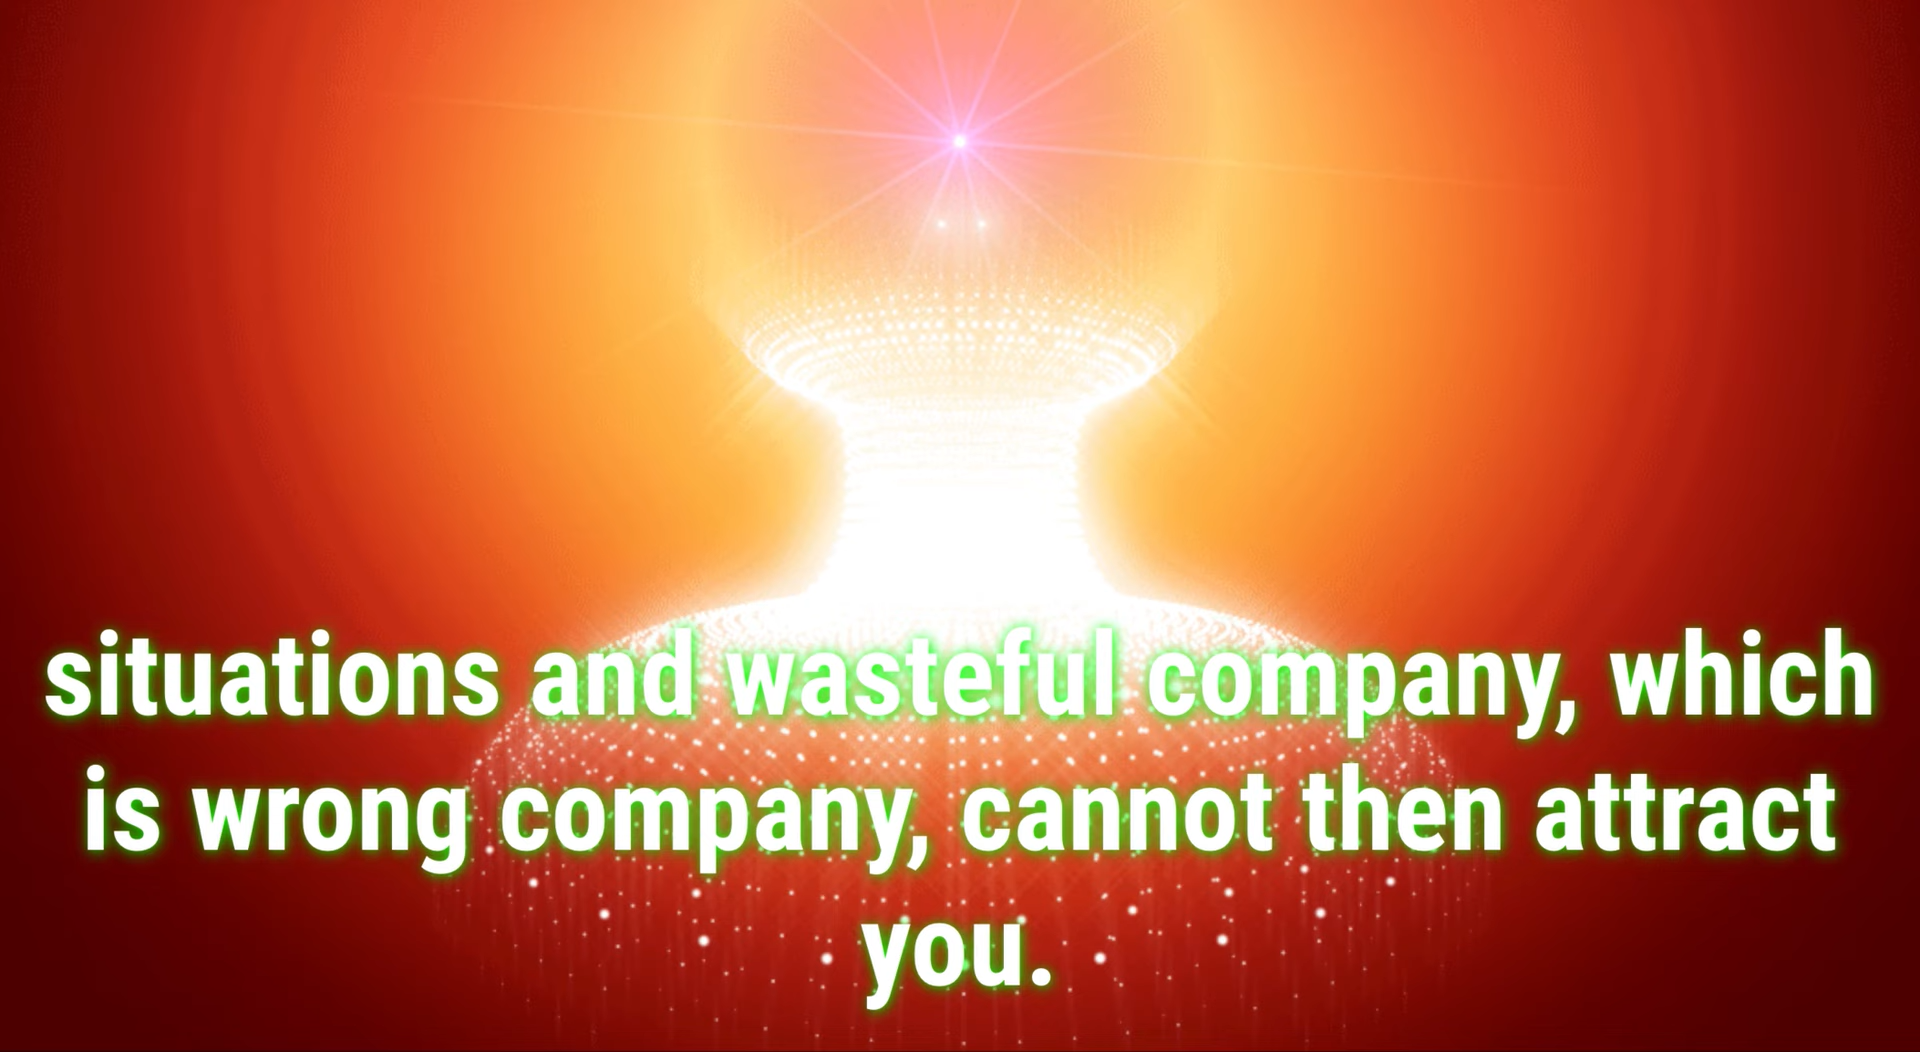 situations and wasteful company, which
is wrong company, cannot then attract
you.